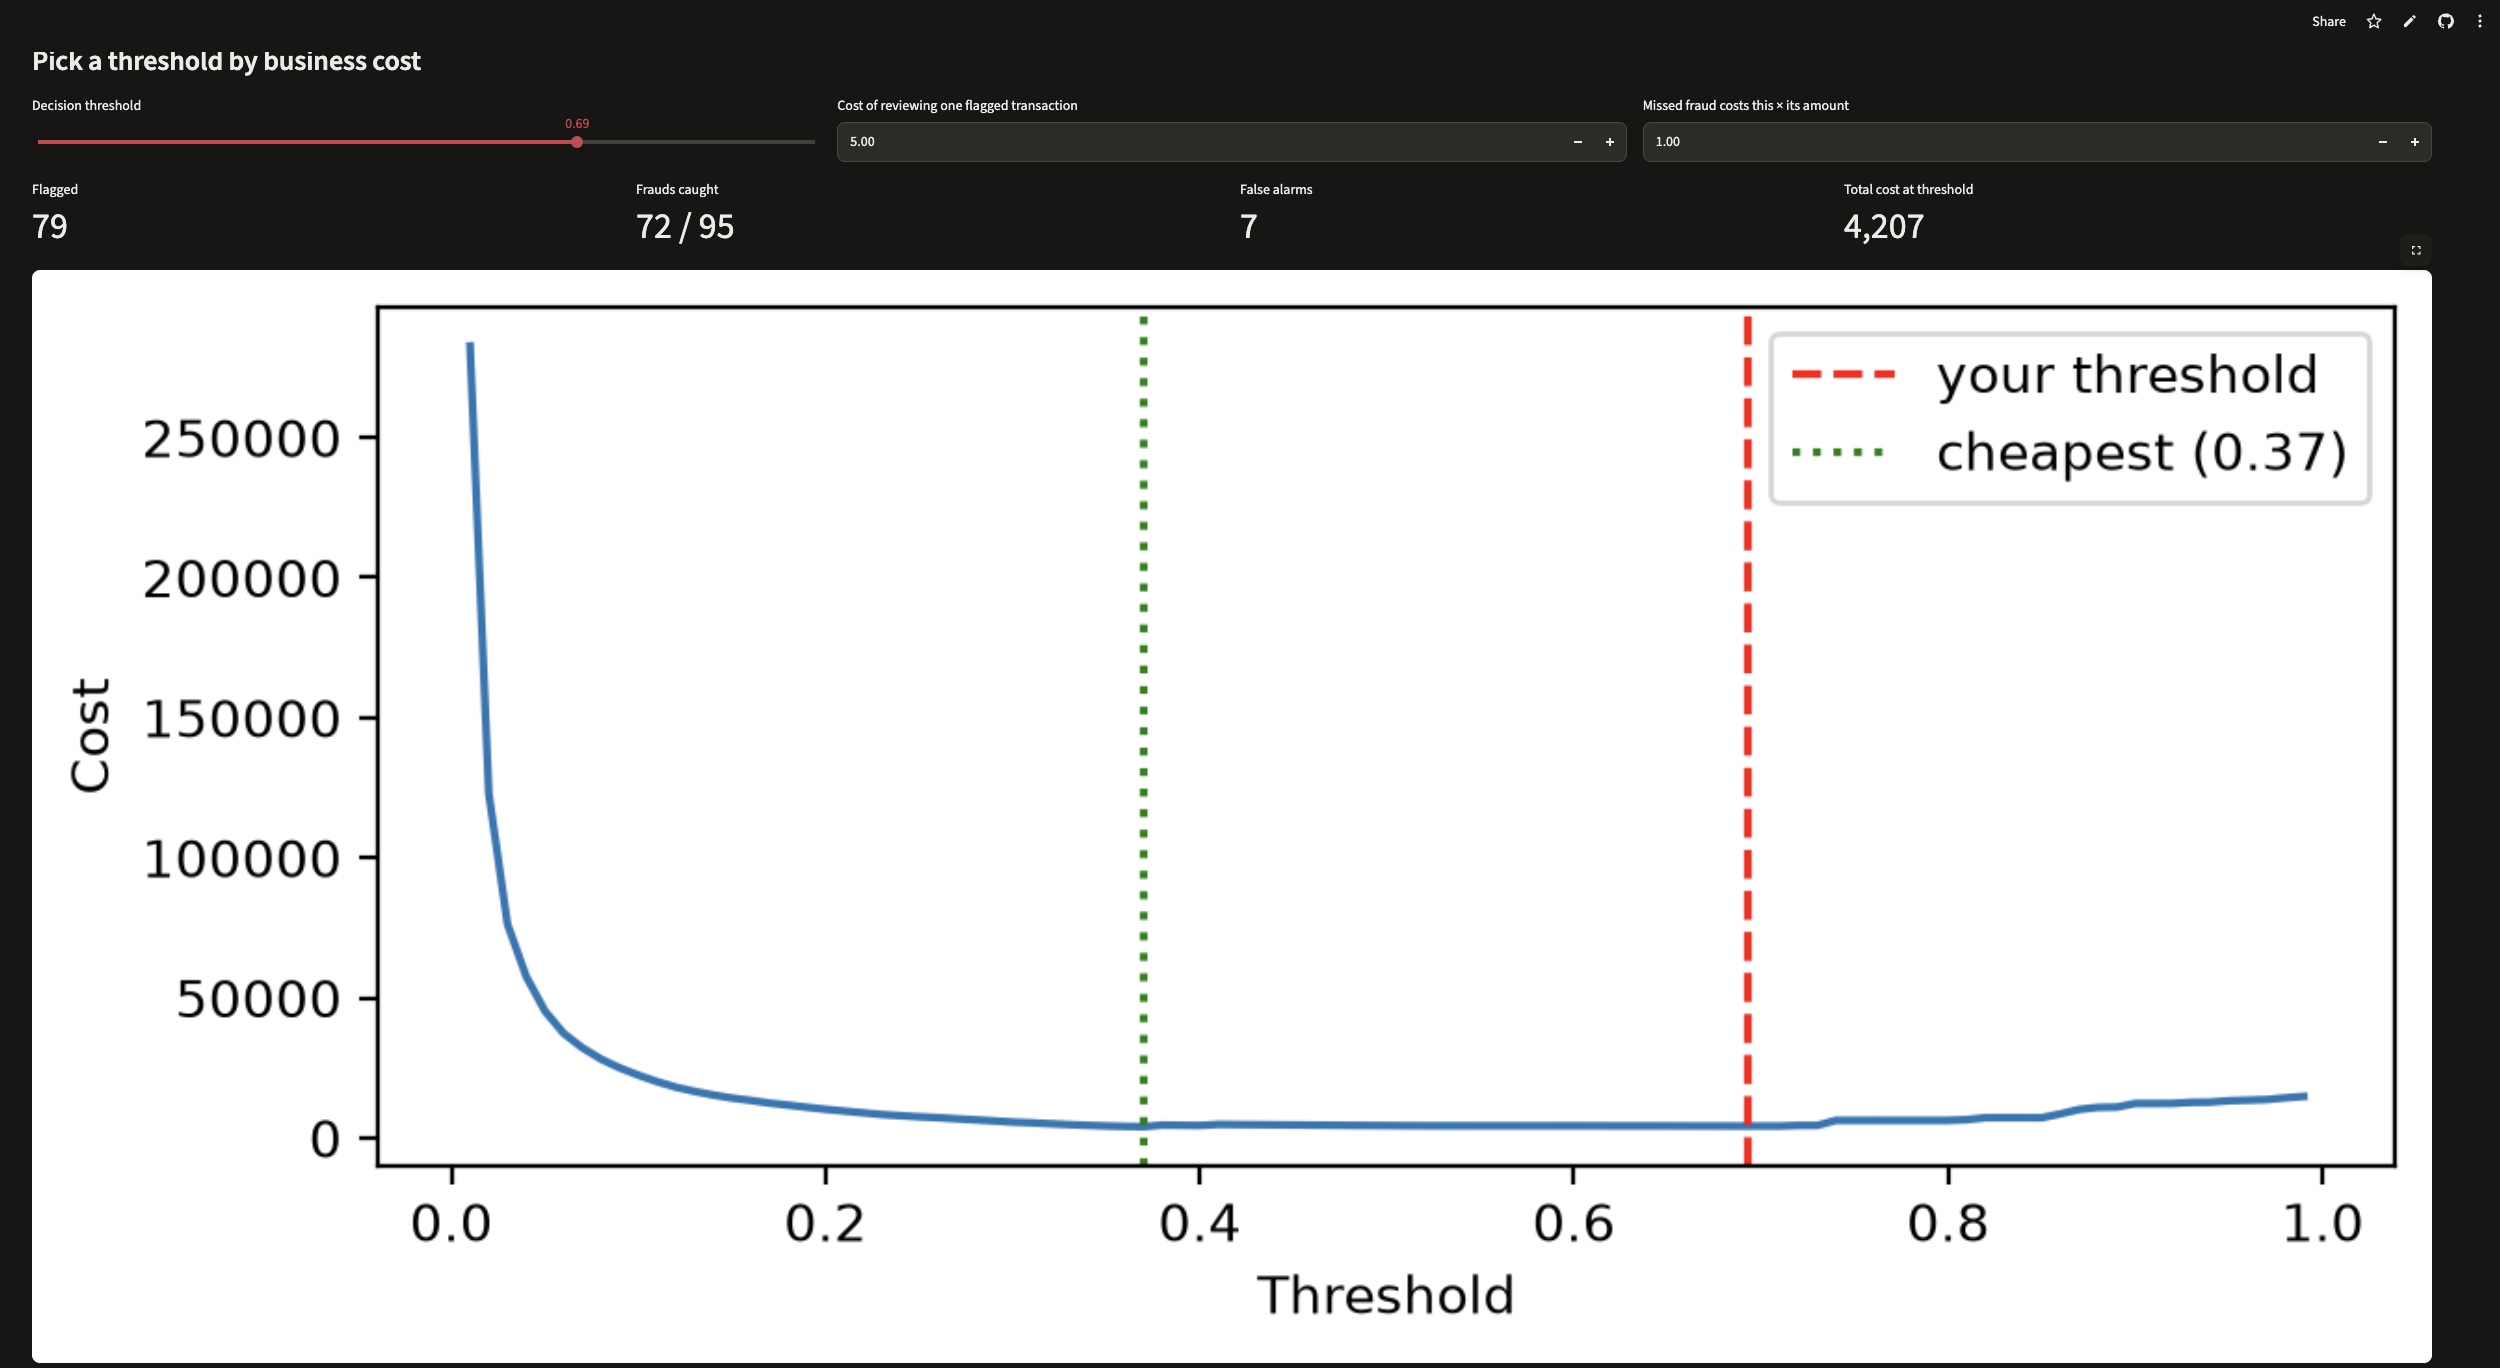 Share
Pick a threshold by business cost
Decision threshold
Cost of reviewing one flagged transaction
Missed fraud costs this × its amount
0.69
5.00
1.00
Flagged
Frauds caught
False alarms
Total cost at threshold
79
72 / 95
7
4,207
your threshold
cheapest (0.37)
250000
200000
150000
100000
50000
0
Cost
0.0
0.2
0.4
0.6
0.8
1.0
Threshold